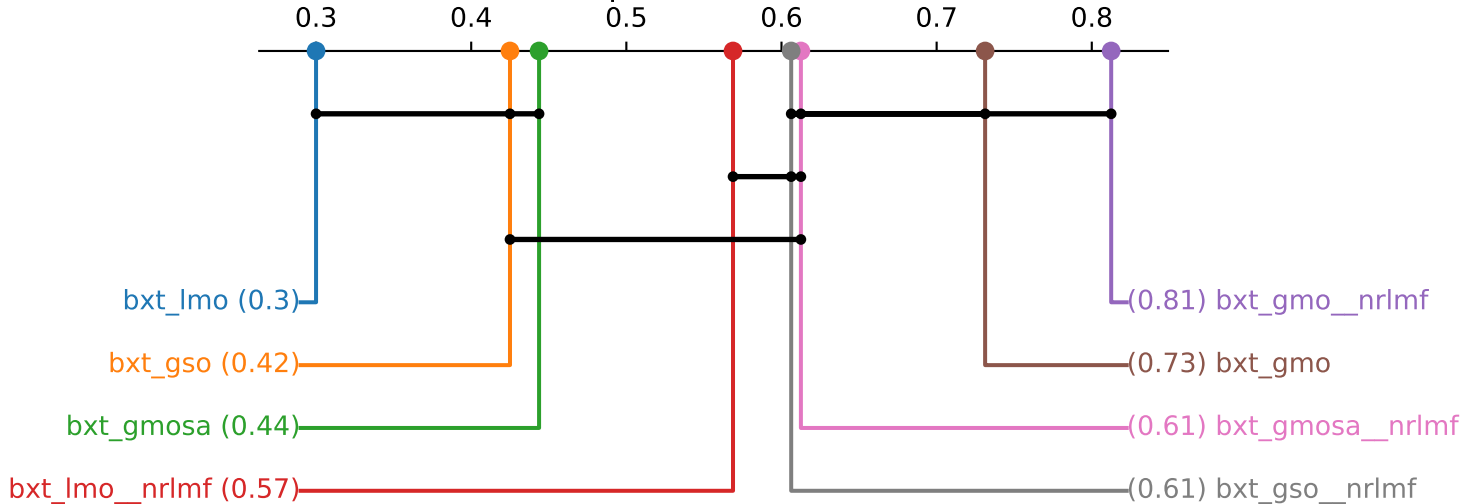 0.3 0.4 0.5 0.6 0.7 0.8
bxt_lmo (0.3) (0.81) bxt_gmo__nrlmf
bxt_gso (0.42) (0.73) bxt_gmo
bxt_gmosa (0.44) (0.61) bxt_gmosa__nrlmf
bxt_lmo__nrlmf (0.57) (0.61) bxt_gso__nrlmf